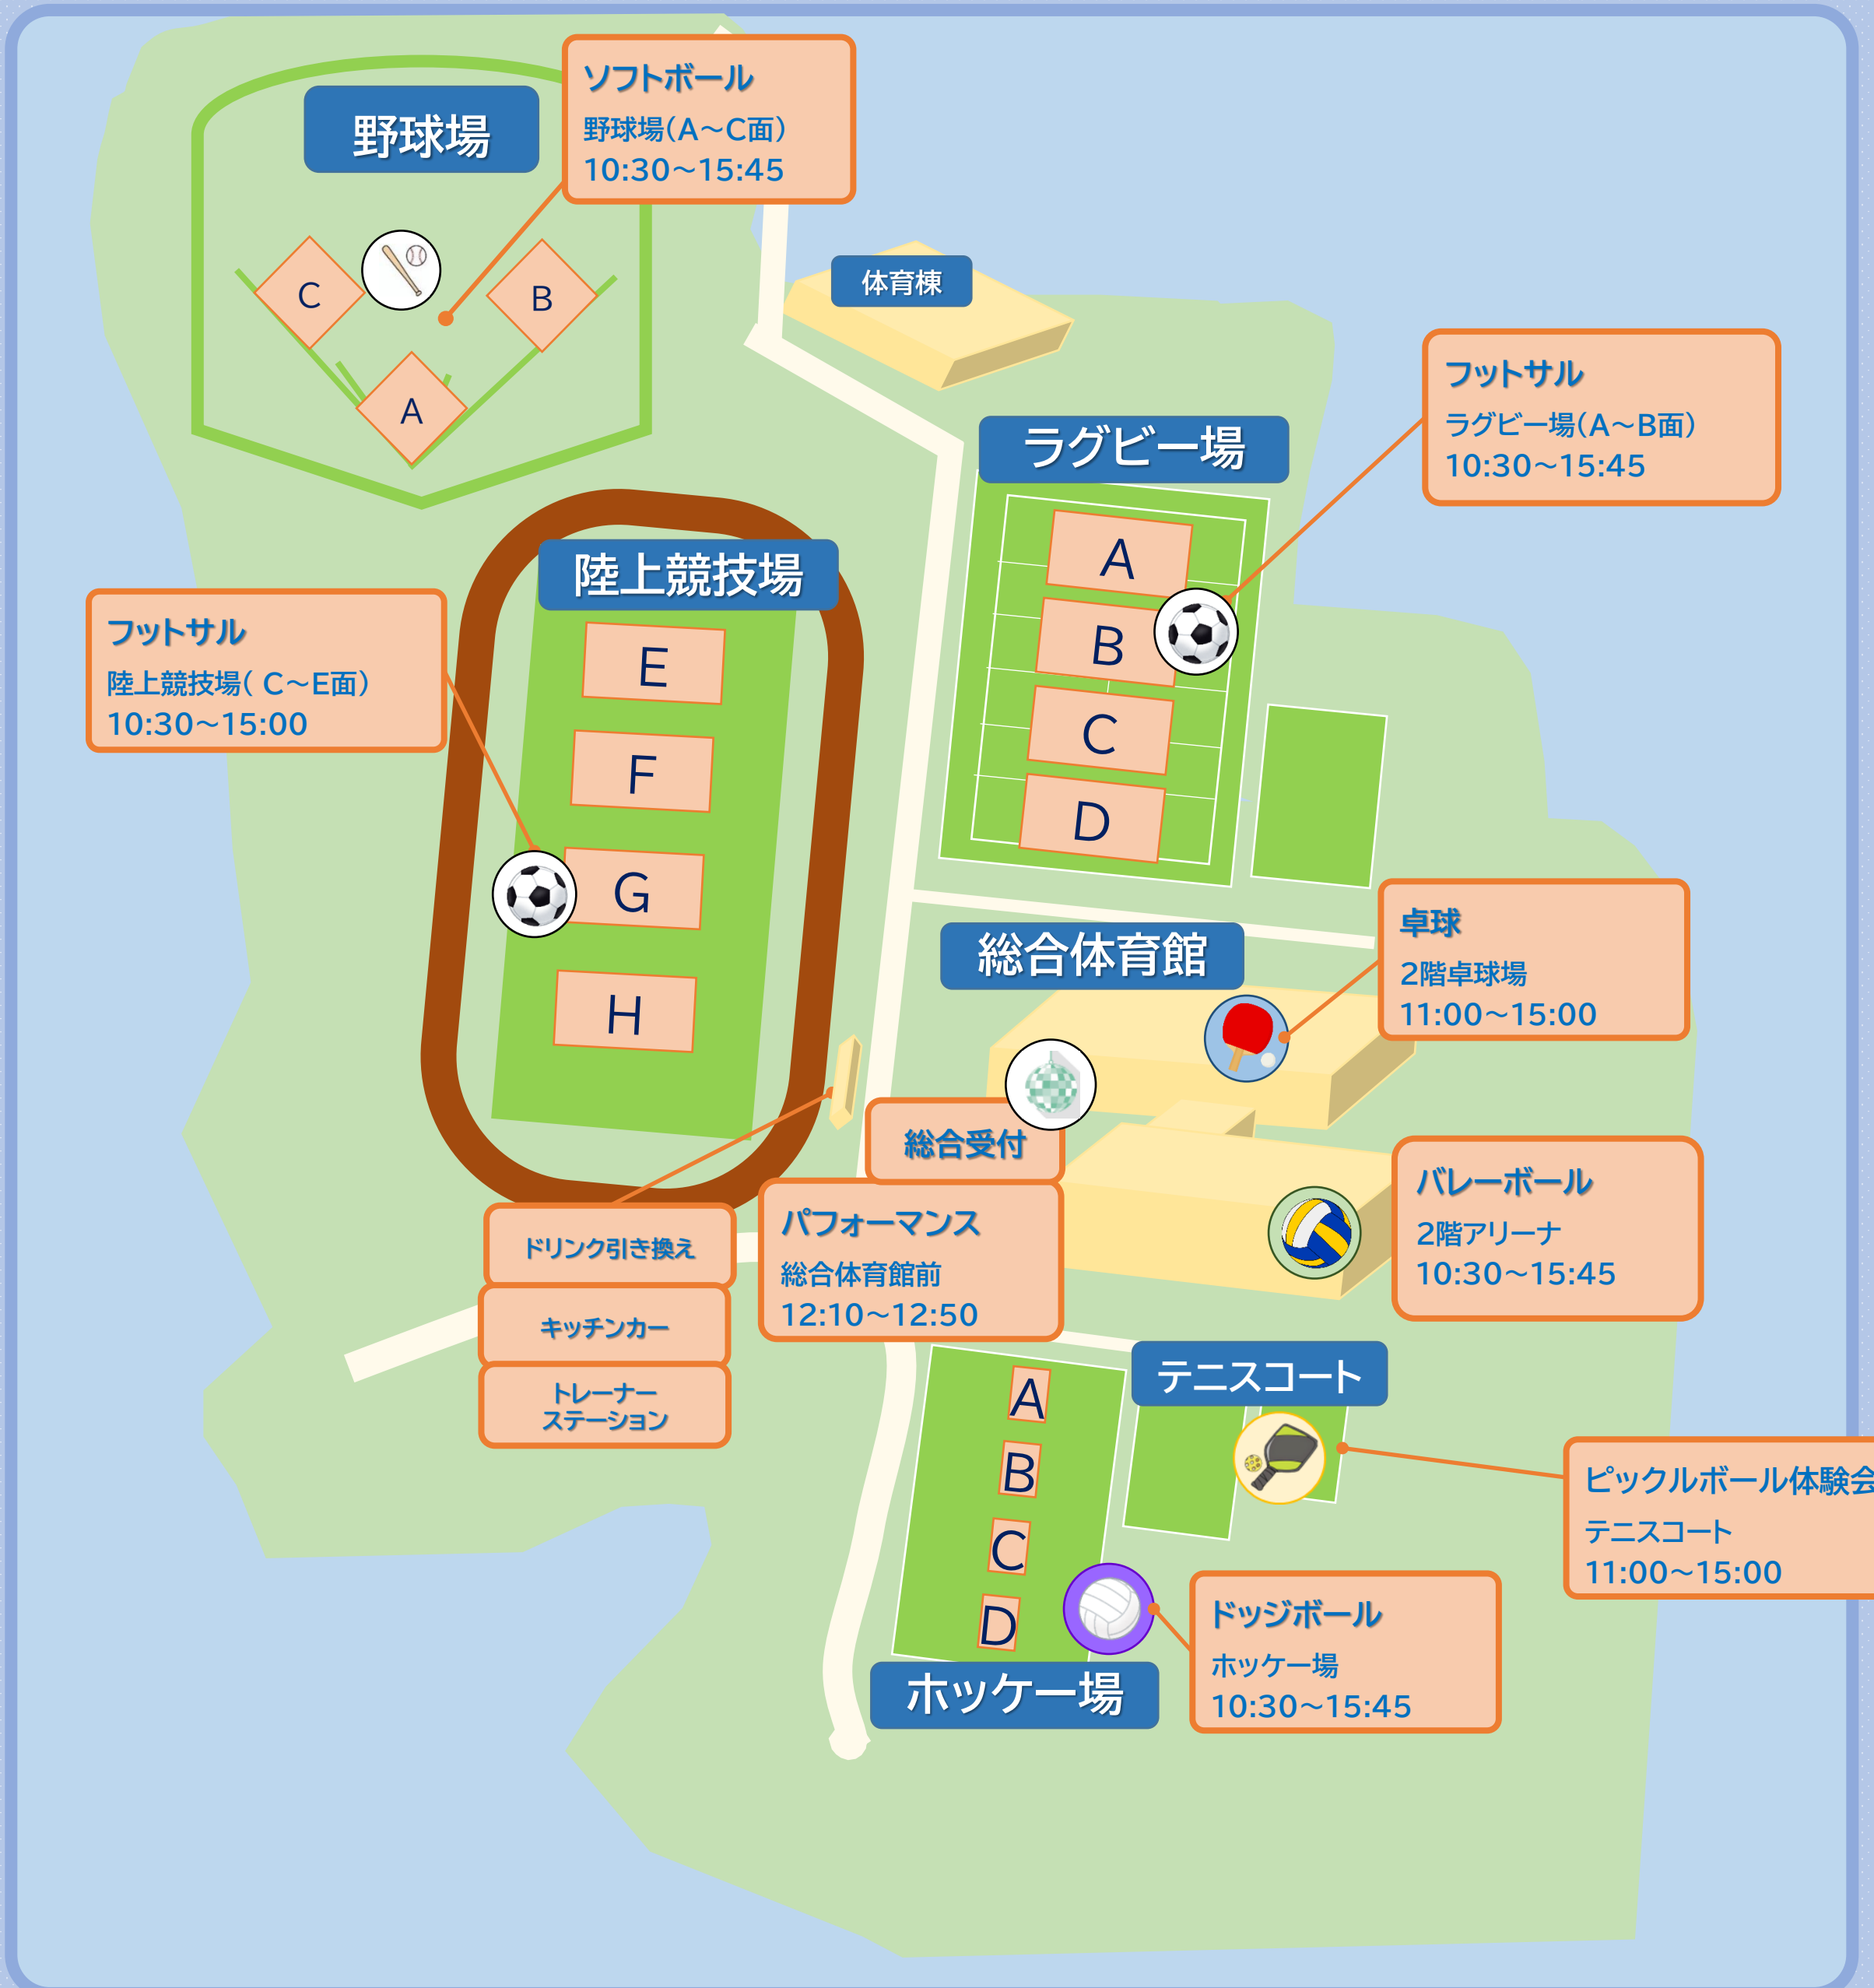 野球場
ソフトボール
野球場(A～C面)
10:30～15:45
C
B
A
体育棟
ラグビー場
フットサル
ラグビー場(A～B面)
10:30～15:45
A
B
C
D
陸上競技場
フットサル
陸上競技場( C～E面)
10:30～15:00
E
F
G
H
総合体育館
卓球
2階卓球場
11:00～15:00
総合受付
パフォーマンス
総合体育館前
12:10～12:50
バレーボール
2階アリーナ
10:30～15:45
ドリンク引き換え
キッチンカー
トレーナー
ステーション
テニスコート
A
B
C
D
ピックルボール体験会
テニスコート
11:00～15:00
ドッジボール
ホッケー場
10:30～15:45
ホッケー場